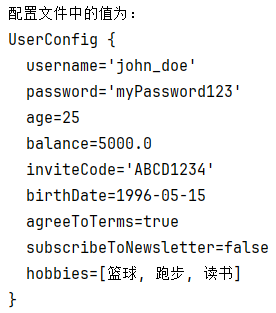 配置文件中的值为：
UserConfig {
  username='john_doe'
  password='myPassword123'
  age=25
  balance=5000.0
  inviteCode='ABCD1234'
  birthDate=1996-05-15
  agreeToTerms=true
  subscribeToNewsletter=false
  hobbies=[篮球, 跑步, 读书]
}